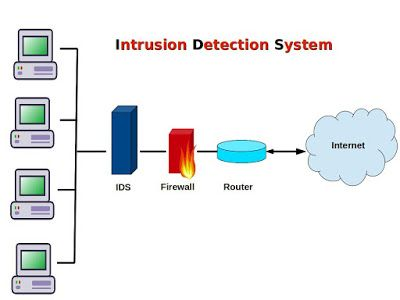 Intrusion Detection System
Internet
IDS
Firewall
Router